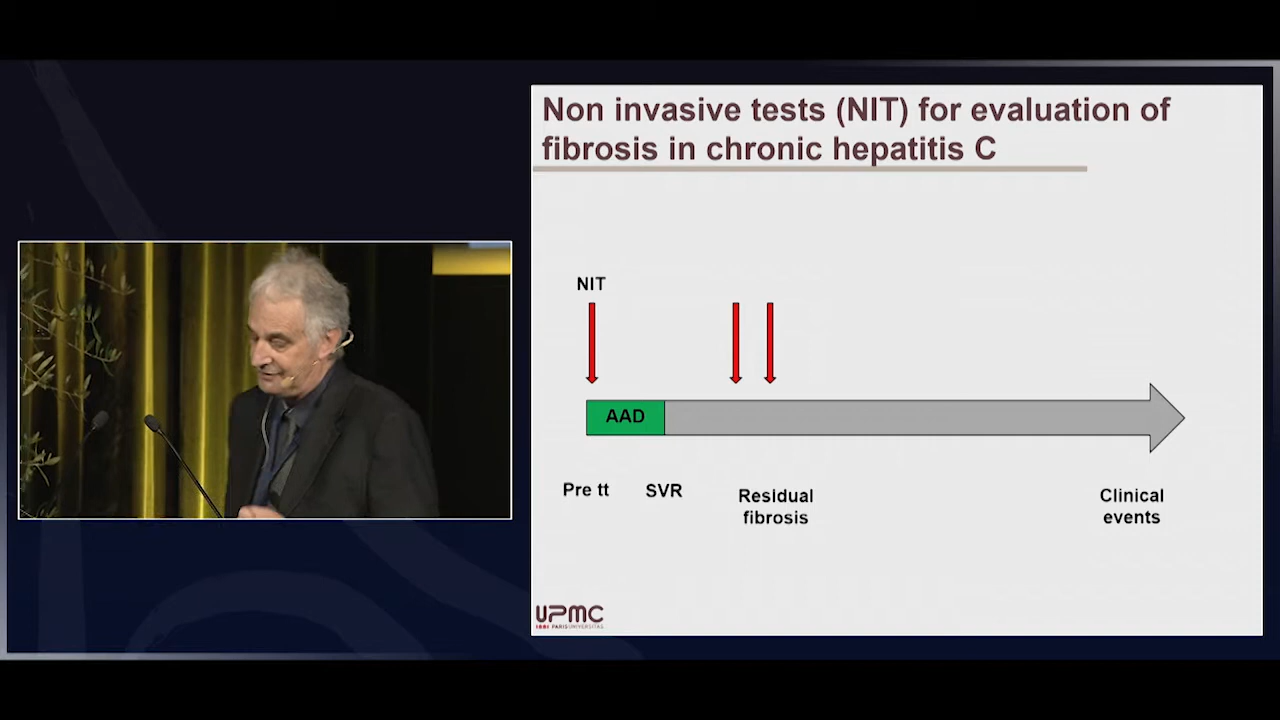 Non invasive tests (NIT) for evaluation of
fibrosis in chronic hepatitis C
NIT
AAD
Pre tt
SVR
Residual
fibrosis
Clinical
events
UPMC
PARISUNIVERSITAS